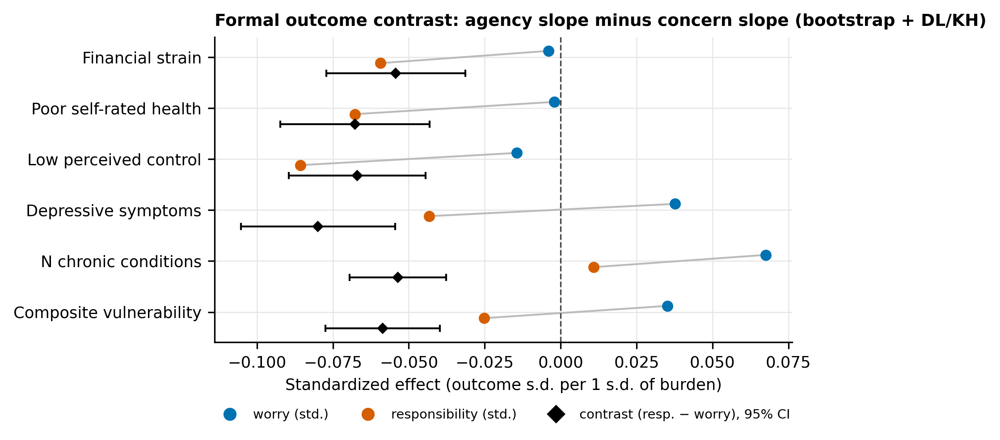 Formal outcome contrast: agency slope minus concern slope (bootstrap + DL/KH)
Financial strain
Poor self-rated health
Low perceived control
Depressive symptoms
N chronic conditions
Composite vulnerability
−0.100 −0.075 −0.050 −0.025 0.000 0.025 0.050 0.075
Standardized effect (outcome s.d. per 1 s.d. of burden)
worry (std.) responsibility (std.) contrast (resp. − worry), 95% CI